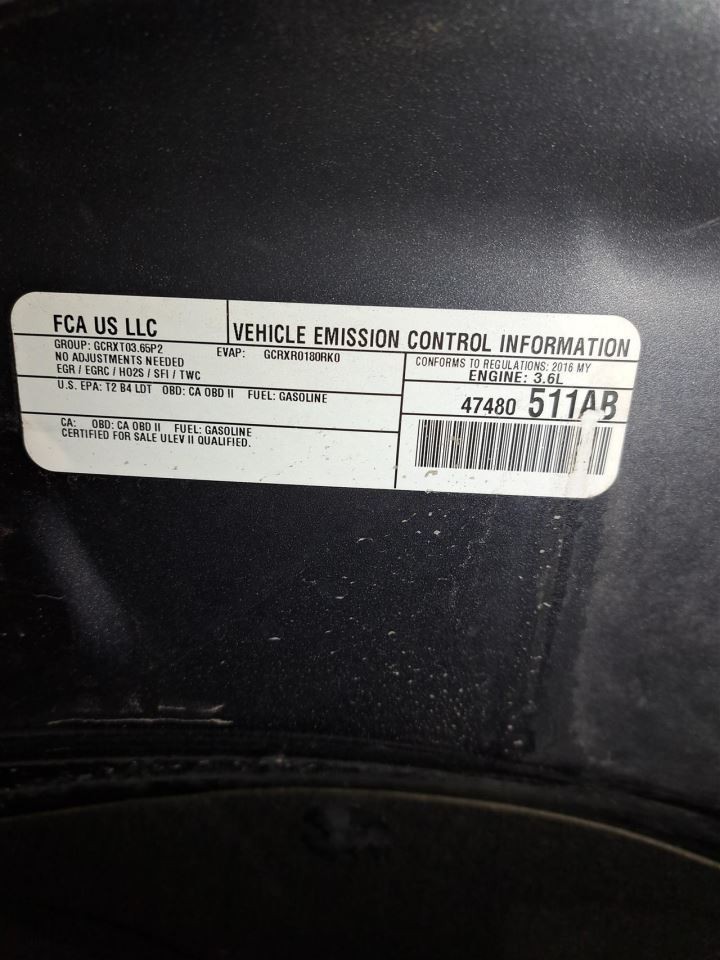 FCA US LLC
VEHICLE EMISSION CONTROL INFORMATION
GROUP: GCRXT03.65P2 EVAP: GCRXR0180RK0
NO ADJUSTMENTS NEEDED
EGR / EGRC / HO2S / SFI / TWC
CONFORMS TO REGULATIONS: 2016 MY
ENGINE: 3.6L
U.S. EPA: T2 B4 LDT OBD: CA OBD II FUEL: GASOLINE
47480 511AB
CA: OBD: CA OBD II FUEL: GASOLINE
CERTIFIED FOR SALE ULEV II QUALIFIED.